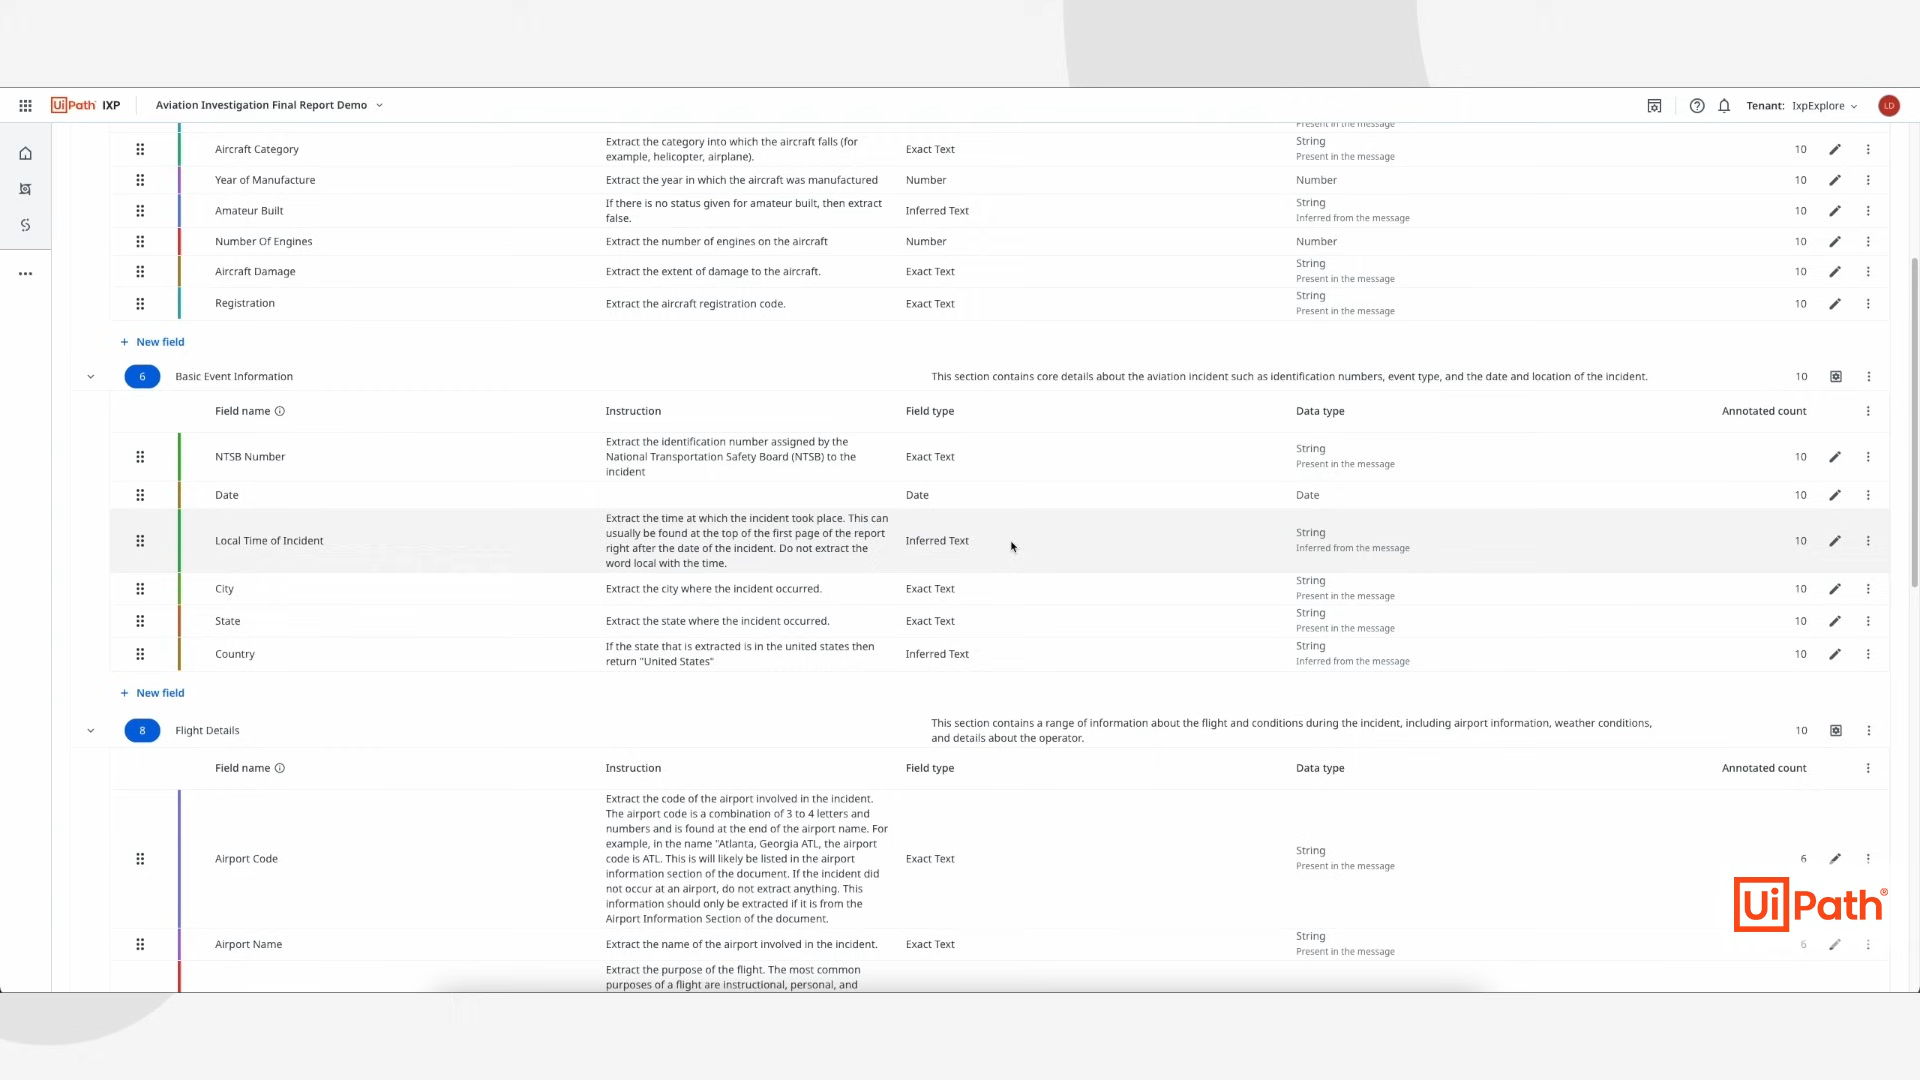 UiPath IXP Aviation Investigation Final Report Demo Tenant: IxpExplore LD
Present in the message
Aircraft Category Extract the category into which the aircraft falls (for example, helicopter, airplane). Exact Text String Present in the message 10
Year of Manufacture Extract the year in which the aircraft was manufactured Number Number 10
Amateur Built If there is no status given for amateur built, then extract false. Inferred Text String Inferred from the message 10
Number Of Engines Extract the number of engines on the aircraft Number Number 10
Aircraft Damage Extract the extent of damage to the aircraft. Exact Text String Present in the message 10
Registration Extract the aircraft registration code. Exact Text String Present in the message 10
+ New field
6 Basic Event Information This section contains core details about the aviation incident such as identification numbers, event type, and the date and location of the incident. 10
Field name Instruction Field type Data type Annotated count
NTSB Number Extract the identification number assigned by the National Transportation Safety Board (NTSB) to the incident Exact Text String Present in the message 10
Date Date Date 10
Local Time of Incident Extract the time at which the incident took place. This can usually be found at the top of the first page of the report right after the date of the incident. Do not extract the word local with the time. Inferred Text String Inferred from the message 10
City Extract the city where the incident occurred. Exact Text String Present in the message 10
State Extract the state where the incident occurred. Exact Text String Present in the message 10
Country If the state that is extracted is in the united states then return "United States" Inferred Text String Inferred from the message 10
+ New field
8 Flight Details This section contains a range of information about the flight and conditions during the incident, including airport information, weather conditions, and details about the operator. 10
Field name Instruction Field type Data type Annotated count
Airport Code Extract the code of the airport involved in the incident. The airport code is a combination of 3 to 4 letters and numbers and is found at the end of the airport name. For example, in the name "Atlanta, Georgia ATL, the airport code is ATL. This is will likely be listed in the airport information section of the document. If the incident did not occur at an airport, do not extract anything. This information should only be extracted if it is from the Airport Information Section of the document. Exact Text String Present in the message 6
UiPath®
Airport Name Extract the name of the airport involved in the incident. Exact Text String Present in the message 6
Extract the purpose of the flight. The most common
purposes of a flight are instructional, personal, and